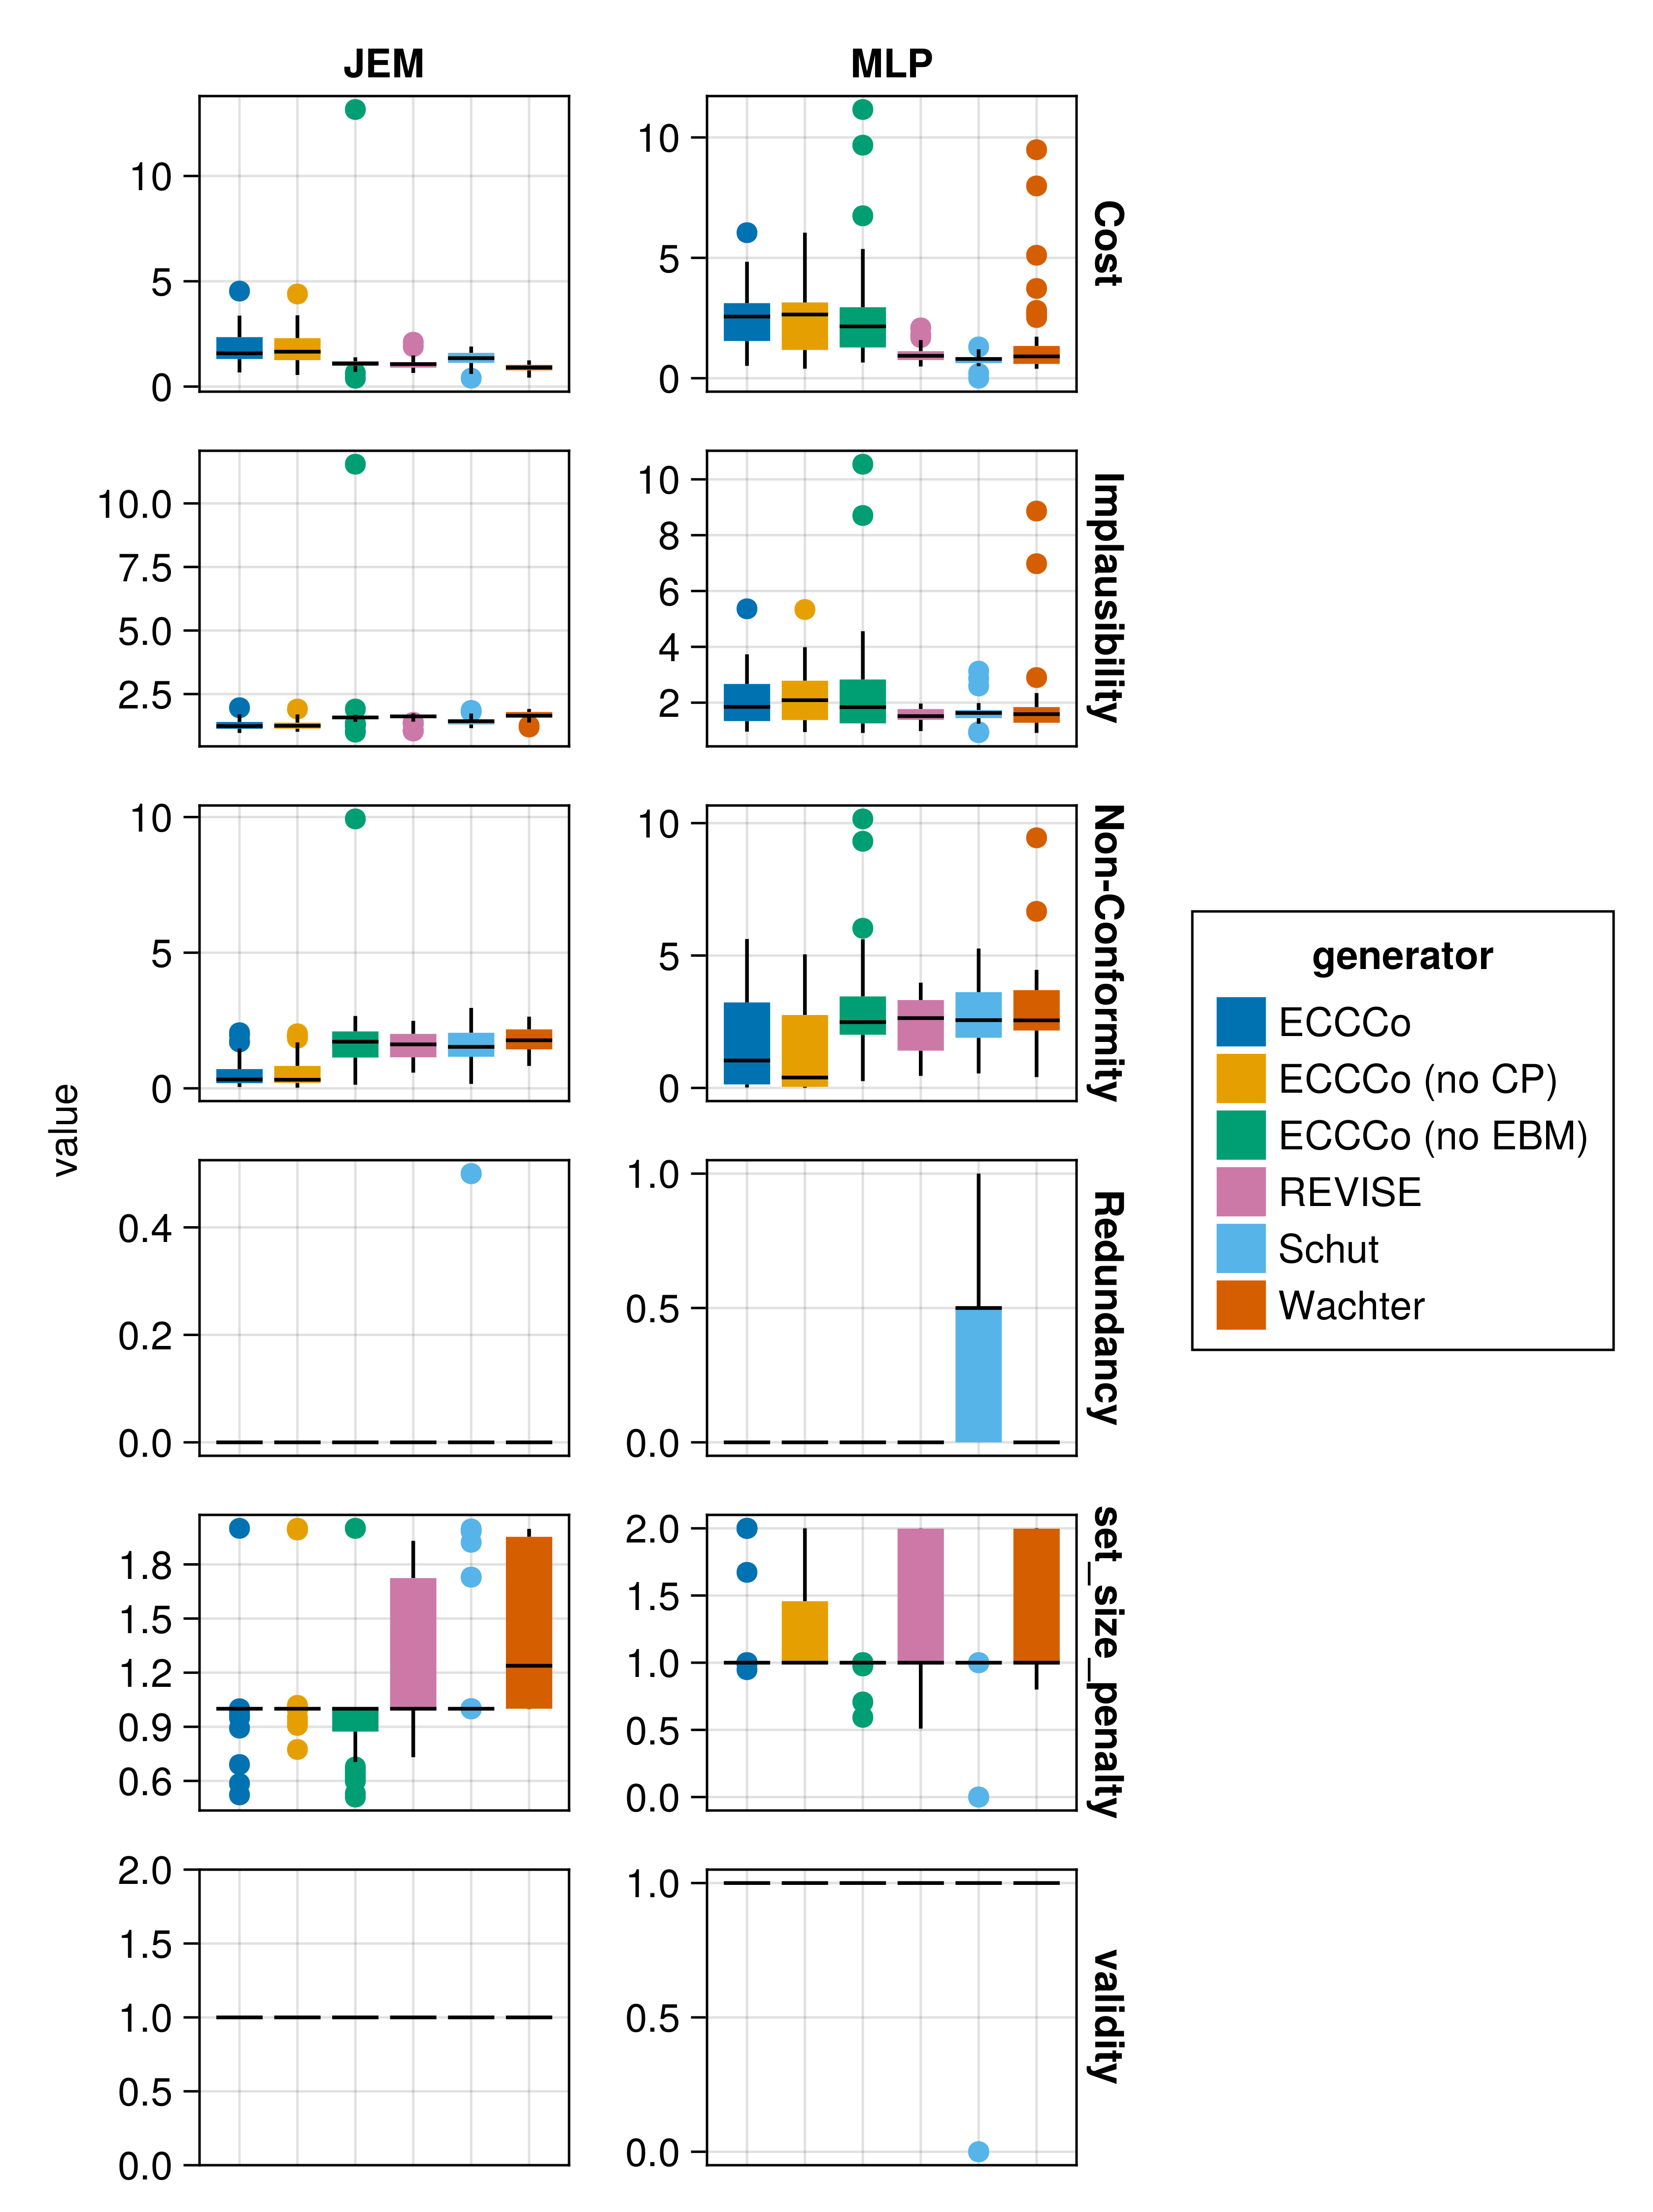 JEM
MLP
10
5
0
10
5
0
Cost
10.0
7.5
5.0
2.5
10
8
6
4
2
Implausibility
10
5
0
10
5
0
Non-Conformity
value
0.4
0.2
0.0
1.0
0.5
0.0
Redundancy
1.8
1.5
1.2
0.9
0.6
2.0
1.5
1.0
0.5
0.0
set_size_penalty
2.0
1.5
1.0
0.5
0.0
1.0
0.5
0.0
validity
generator
ECCCo
ECCCo (no CP)
ECCCo (no EBM)
REVISE
Schut
Wachter